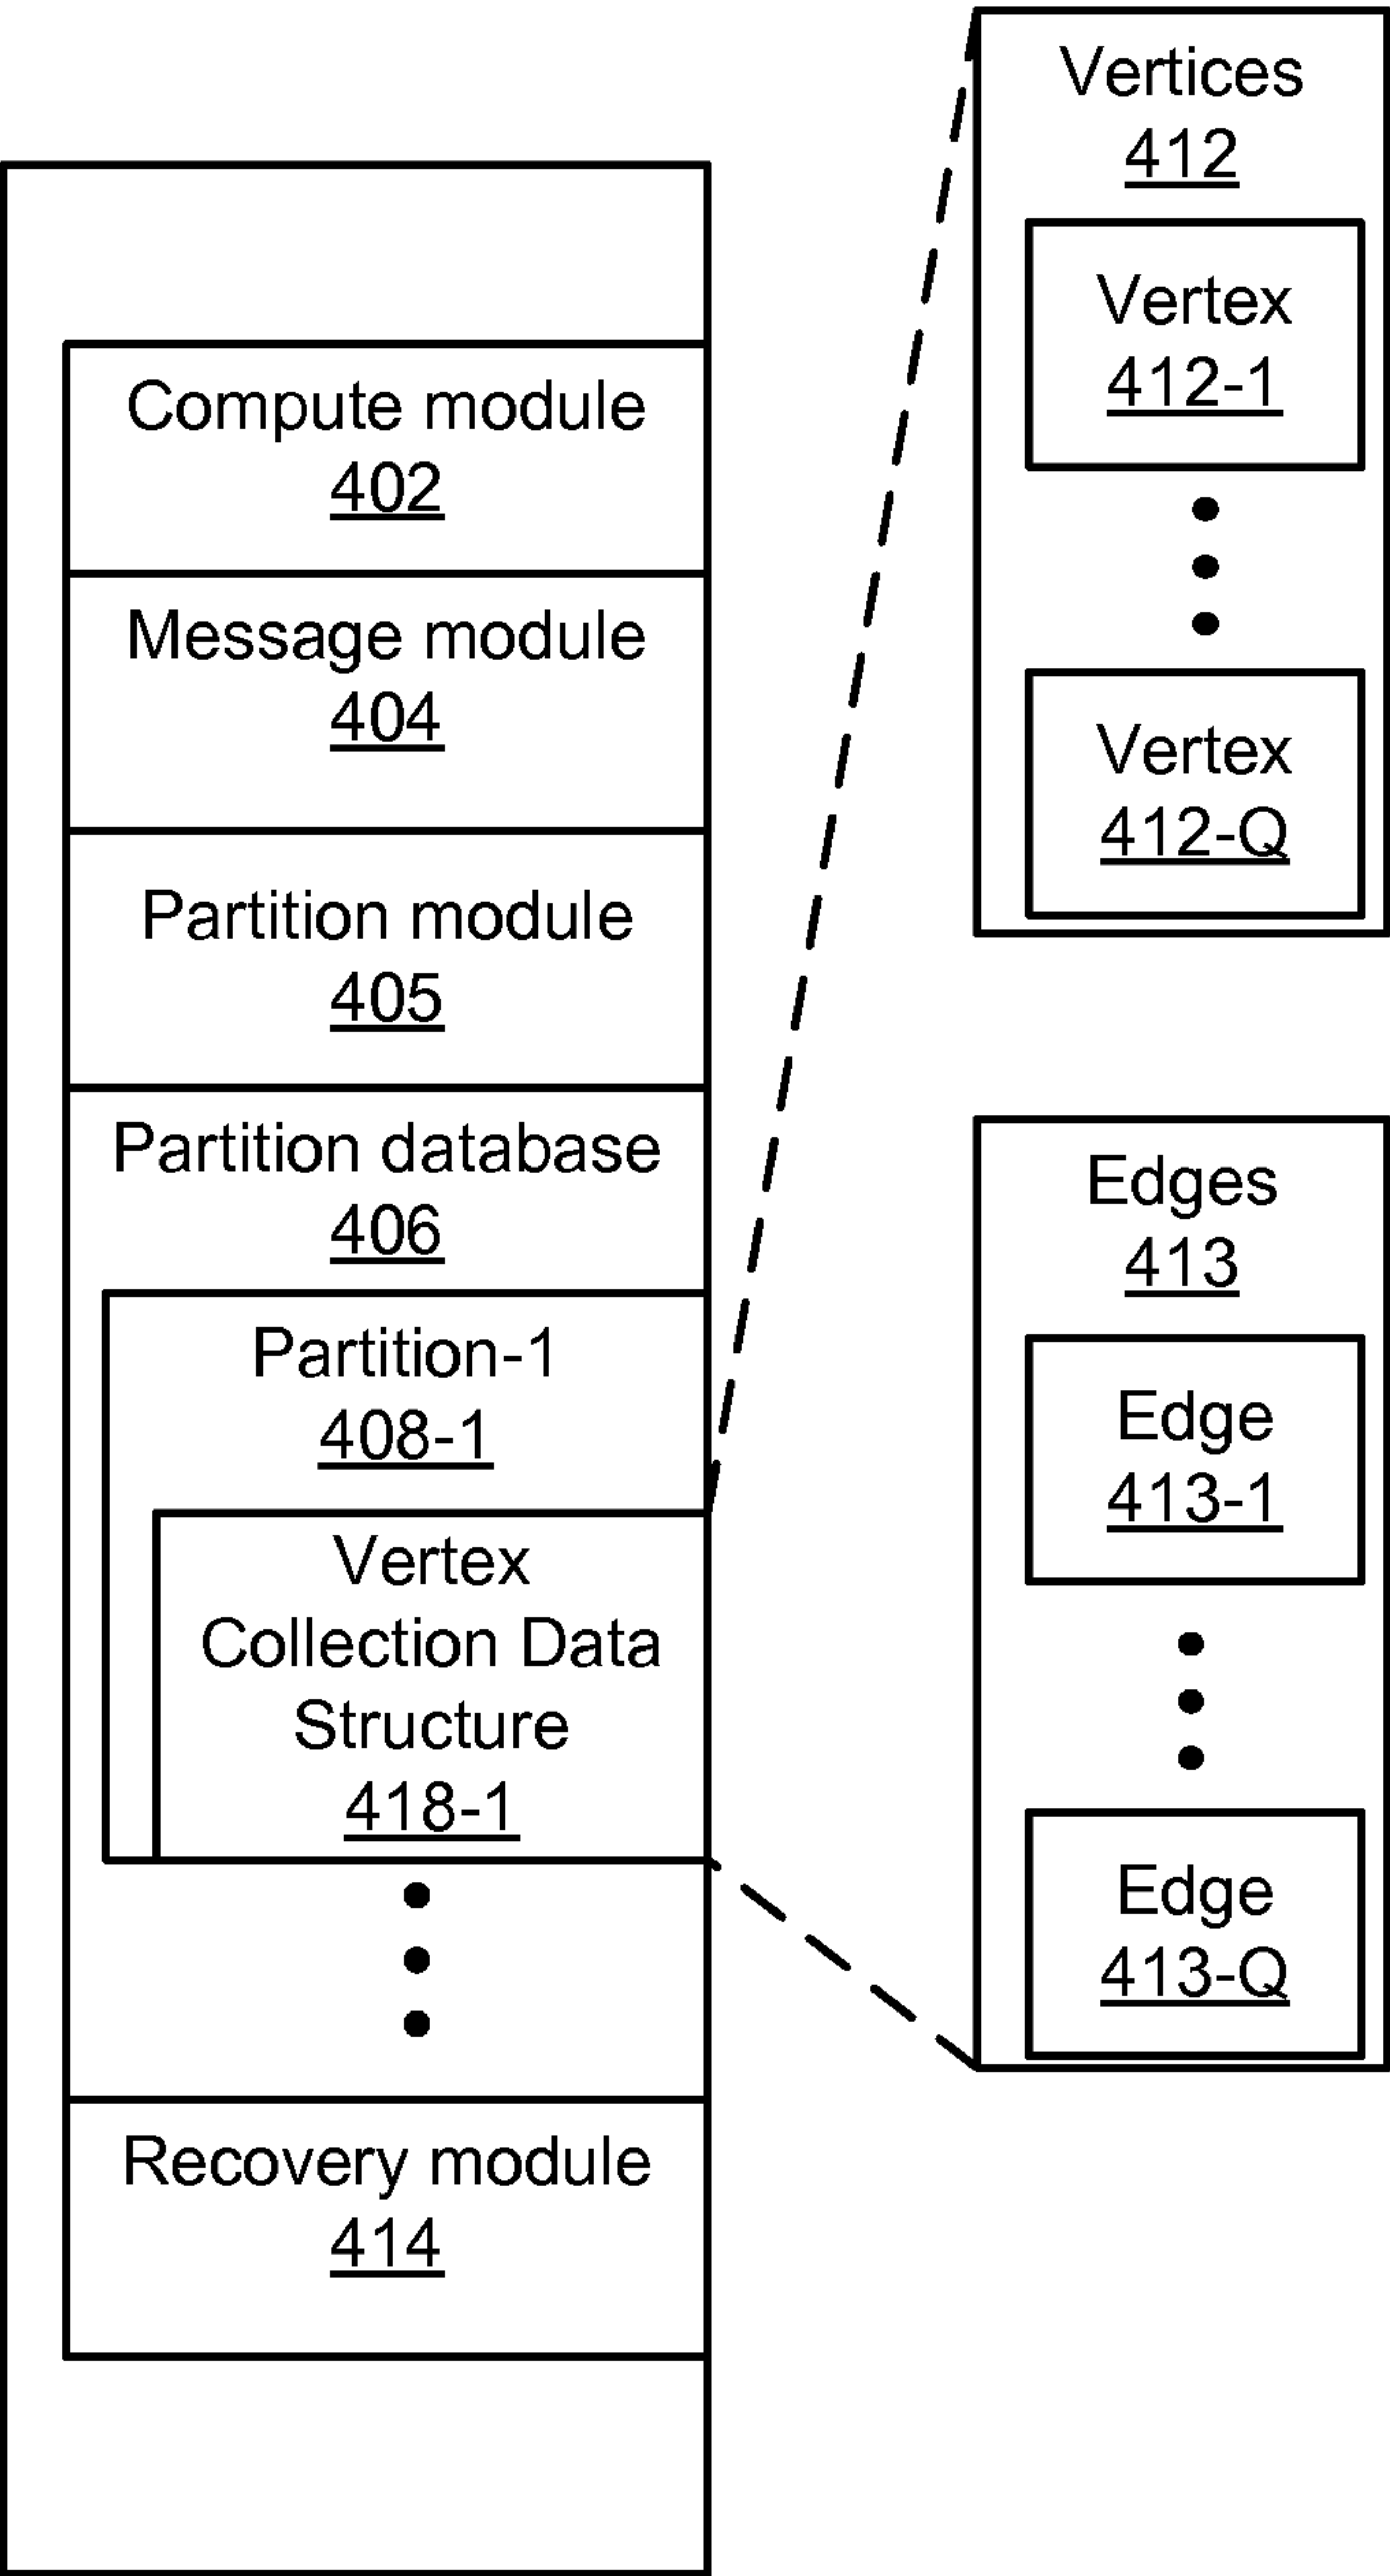 Compute module
402
Message module
404
Partition module
405
Partition database
406
Partition-1
408-1
Vertex
Collection Data
Structure
418-1
Recovery module
414
Vertices
412
Vertex
412-1
Vertex
412-Q
Edges
413
Edge
413-1
Edge
413-Q